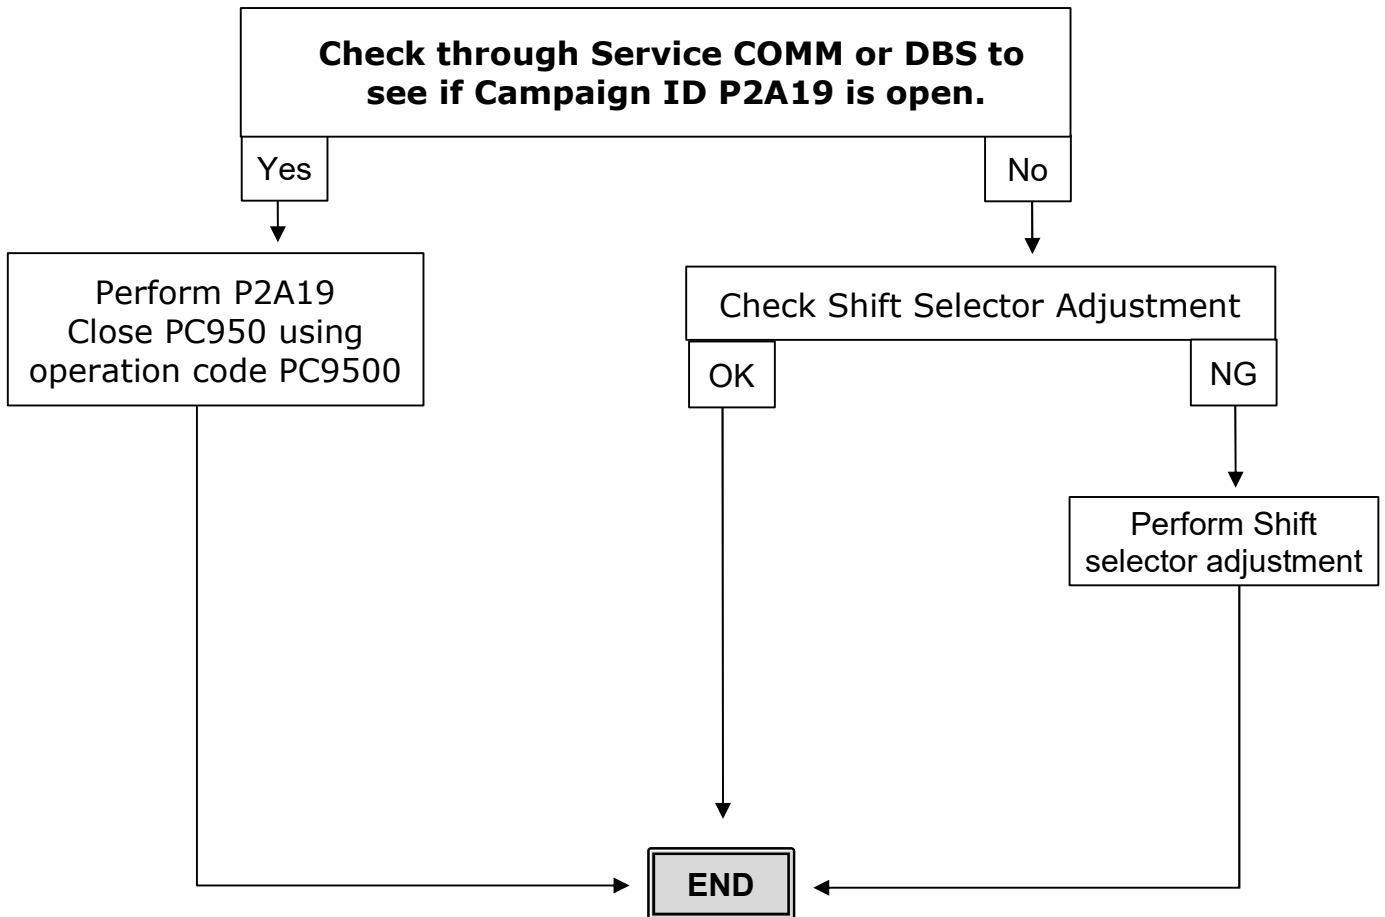 Check through Service COMM or DBS to
see if Campaign ID P2A19 is open.
Yes
No
Perform P2A19
Close PC950 using
operation code PC9500
Check Shift Selector Adjustment
OK
NG
Perform Shift
selector adjustment
END